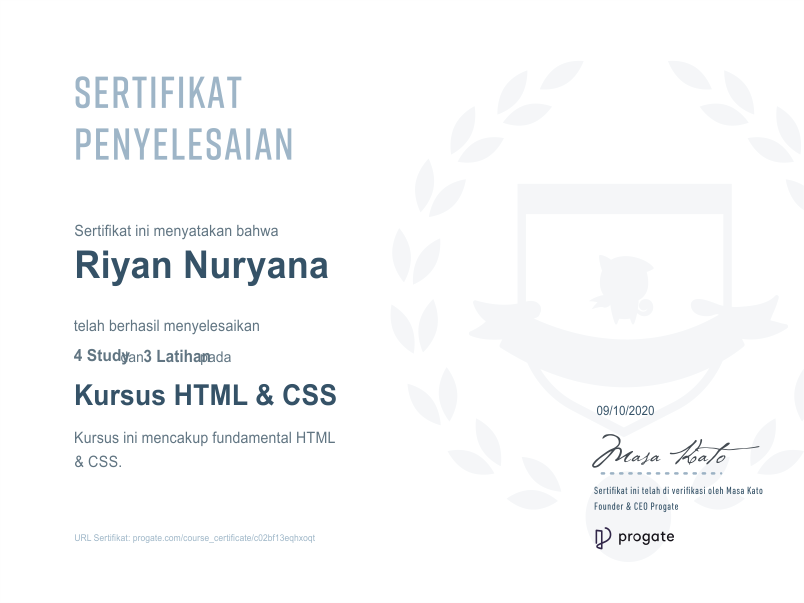 SERTIFIKAT
PENYELESAIAN
Sertifikat ini menyatakan bahwa
Riyan Nuryana
telah berhasil menyelesaikan
4 Study dan 3 Latihan pada
Kursus HTML & CSS
Kursus ini mencakup fundamental HTML
& CSS.
09/10/2020
Masa Kato
Sertifikat ini telah di verifikasi oleh Masa Kato
Founder & CEO Progate
URL Sertifikat: progate.com/course_certificate/c02bf13eqhxoqt
progate